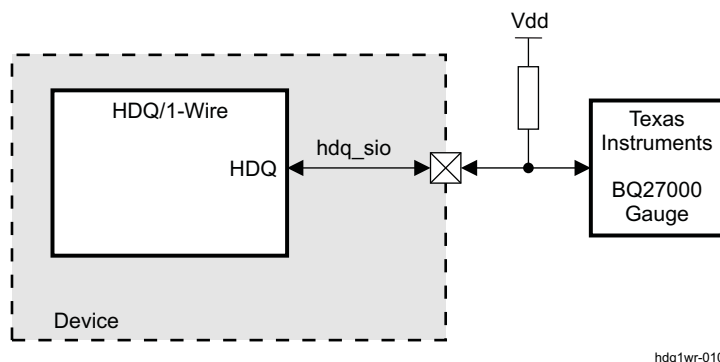 Vdd
HDQ/1-Wire
HDQ
hdq_sio
Texas
Instruments
BQ27000
Gauge
Device
hdq1wr-010